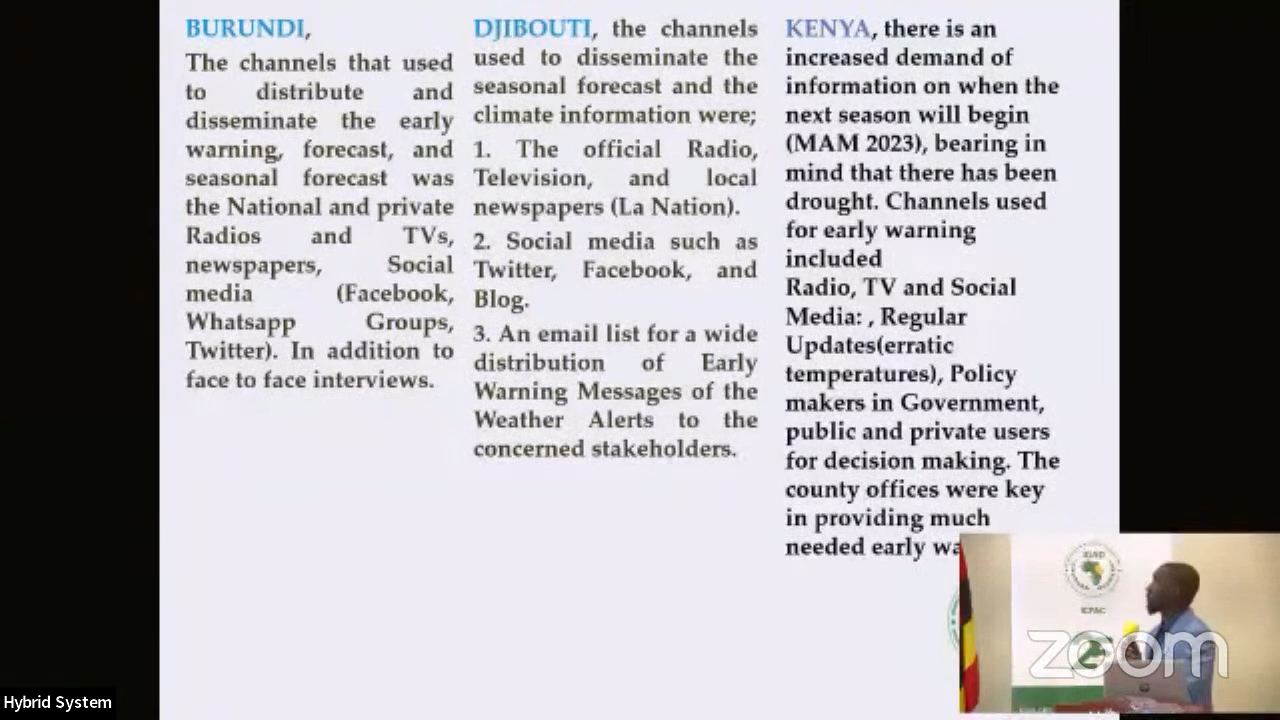 BURUNDI,
The channels that used
to distribute and
disseminate the early
warning, forecast, and
seasonal forecast was
the National and private
Radios and TVs,
newspapers, Social
media (Facebook,
Whatsapp Groups,
Twitter). In addition to
face to face interviews.
DJIBOUTI, the channels
used to disseminate the
seasonal forecast and the
climate information were;
1. The official Radio,
Television, and local
newspapers (La Nation).
2. Social media such as
Twitter, Facebook, and
Blog.
3. An email list for a wide
distribution of Early
Warning Messages of the
Weather Alerts to the
concerned stakeholders.
KENYA, there is an
increased demand of
information on when the
next season will begin
(MAM 2023), bearing in
mind that there has been
drought. Channels used
for early warning
included
Radio, TV and Social
Media: , Regular
Updates(erratic
temperatures), Policy
makers in Government,
public and private users
for decision making. The
county offices were key
in providing much
needed early
IGAD
ICPAC
zoom
Hybrid System